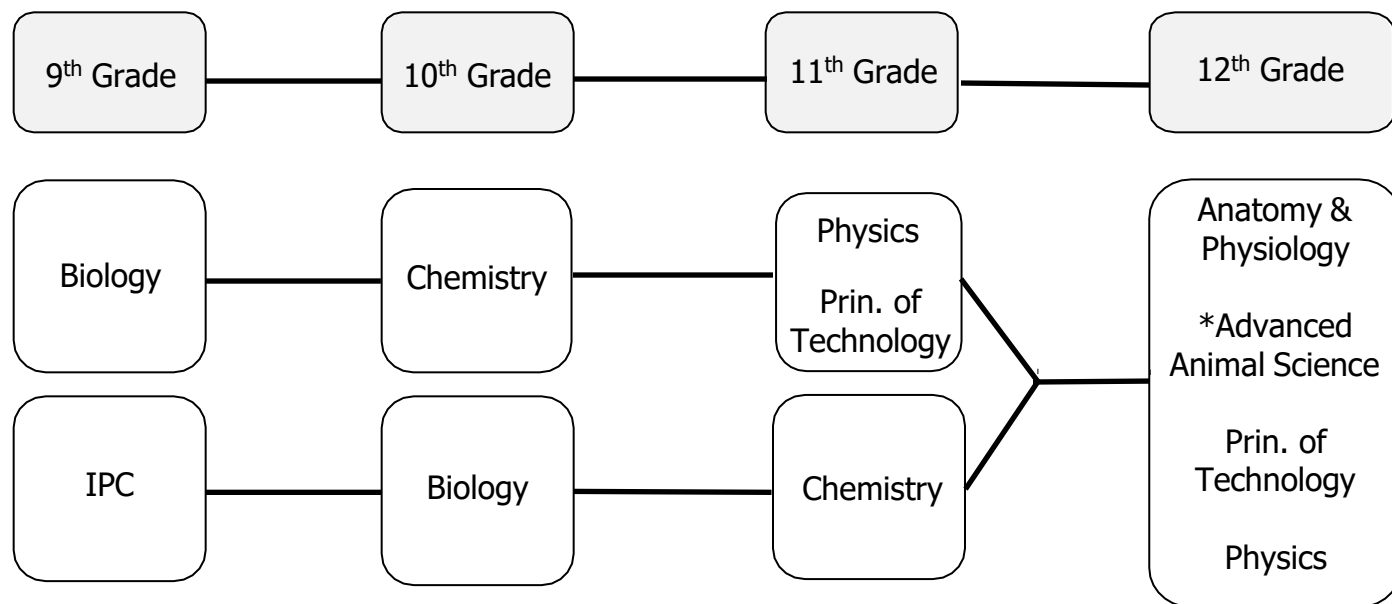 9th Grade
10th Grade
11th Grade
12th Grade
Biology
Chemistry
Physics
Prin. of
Technology
IPC
Biology
Chemistry
Anatomy &
Physiology
*Advanced
Animal Science
Prin. of
Technology
Physics